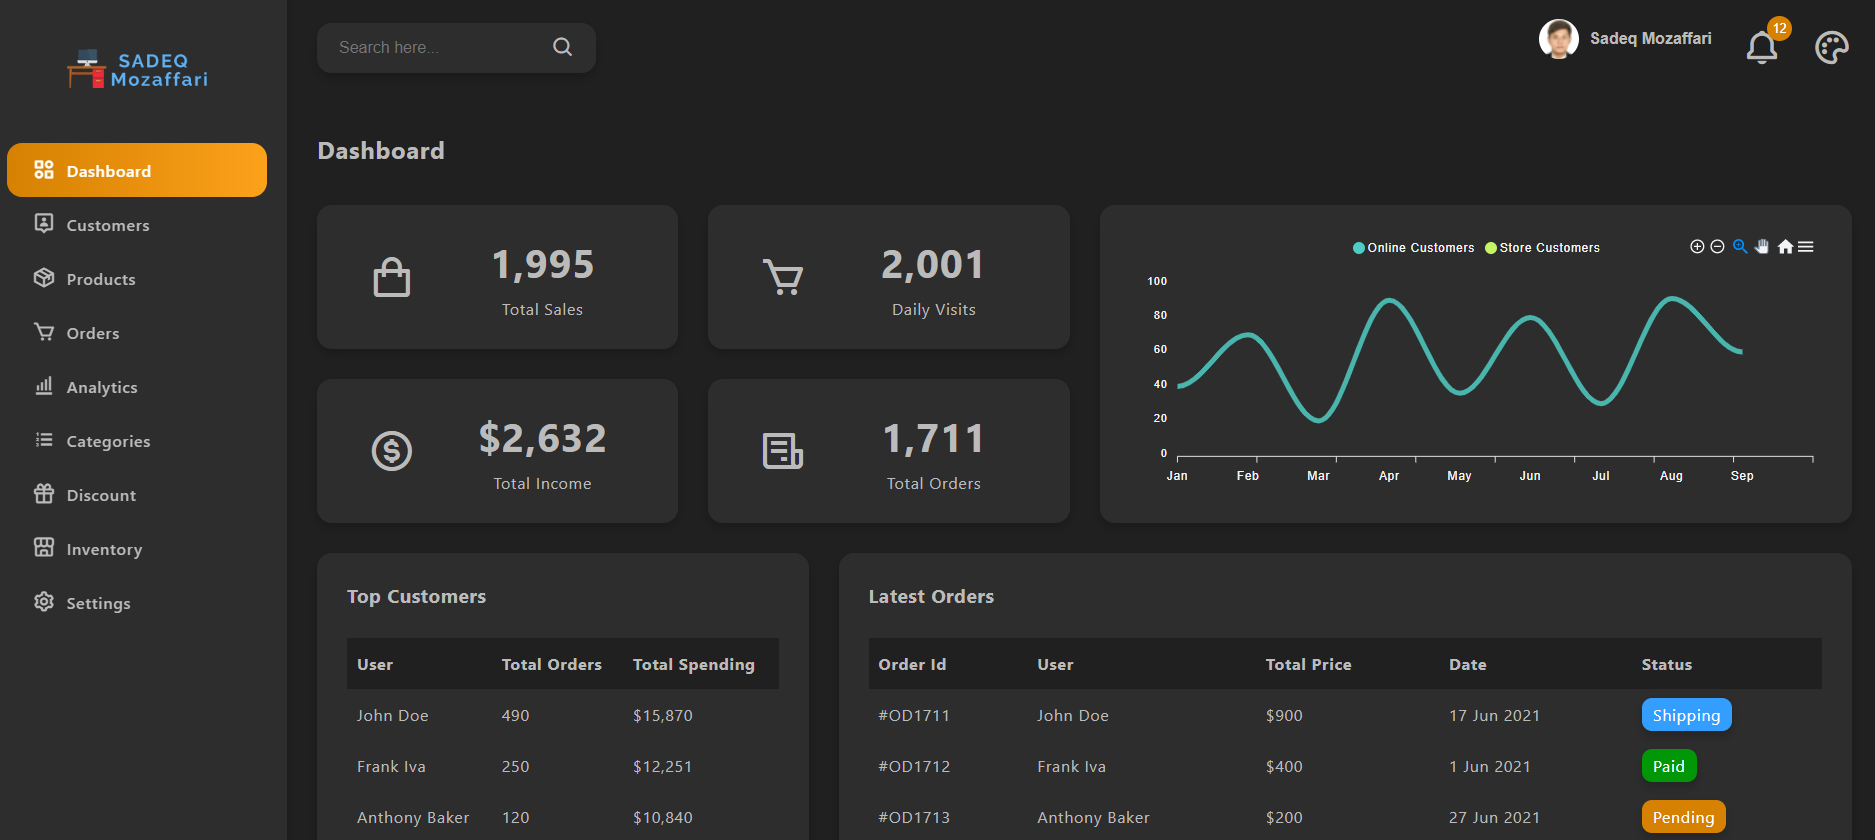 SADEQ
Mozaffari
Search here...
Sadeq Mozaffari
12
Dashboard
Customers
Products
Orders
Analytics
Categories
Discount
Inventory
Settings
Dashboard
1,995
Total Sales
2,001
Daily Visits
$2,632
Total Income
1,711
Total Orders
Online Customers Store Customers
100
80
60
40
20
0
Jan Feb Mar Apr May Jun Jul Aug Sep
Top Customers
User Total Orders Total Spending
John Doe 490 $15,870
Frank Iva 250 $12,251
Anthony Baker 120 $10,840
Latest Orders
Order Id User Total Price Date Status
#OD1711 John Doe $900 17 Jun 2021 Shipping
#OD1712 Frank Iva $400 1 Jun 2021 Paid
#OD1713 Anthony Baker $200 27 Jun 2021 Pending